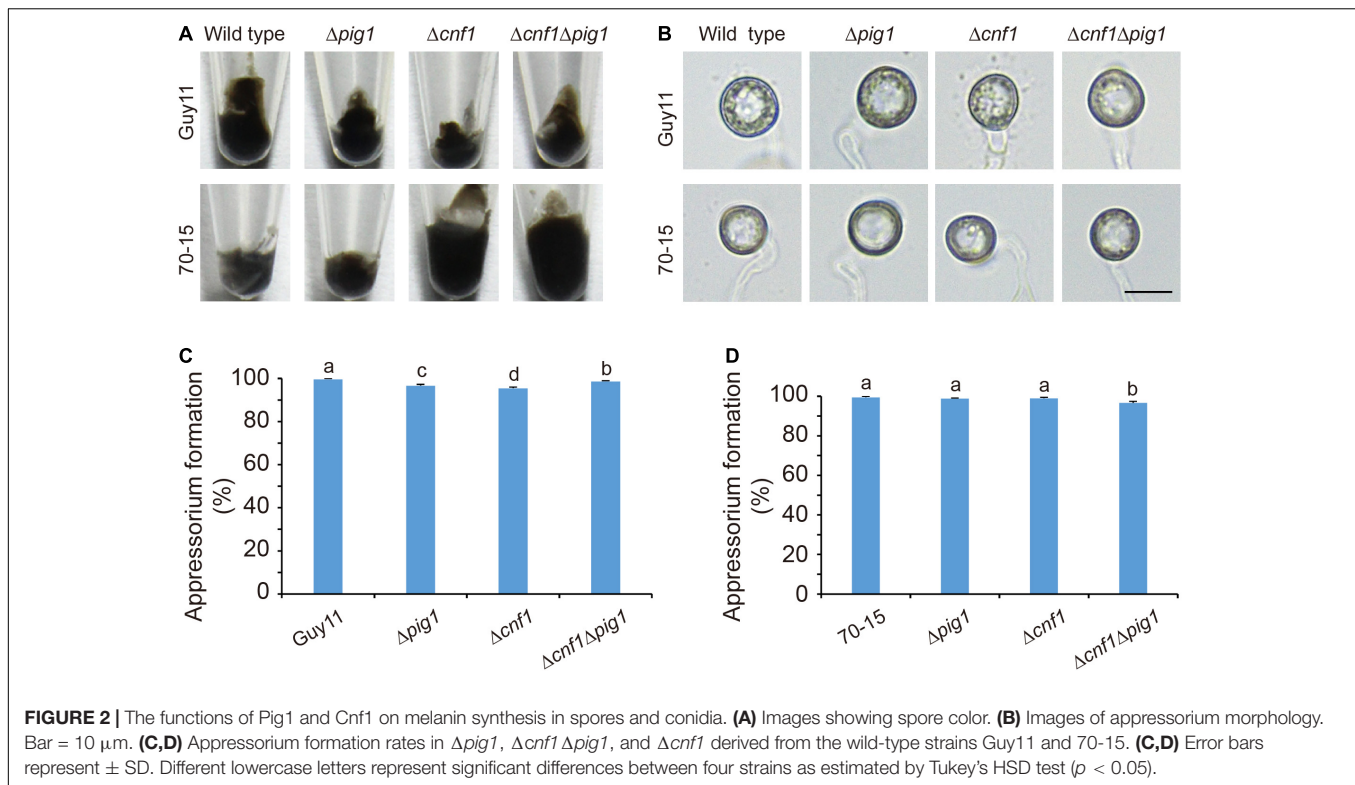 A Wild type Δpig1 Δcnf1 Δcnf1Δpig1
Guy11
70-15
B Wild type Δpig1 Δcnf1 Δcnf1Δpig1
Guy11
70-15
C
Appressorium formation
(%)
100
80
60
40
20
0
a c d b
Guy11 Δpig1 Δcnf1 Δcnf1Δpig1
D
Appressorium formation
(%)
100
80
60
40
20
0
a a a b
70-15 Δpig1 Δcnf1 Δcnf1Δpig1
FIGURE 2 | The functions of Pig1 and Cnf1 on melanin synthesis in spores and conidia. (A) Images showing spore color. (B) Images of appressorium morphology.
Bar = 10 μm. (C,D) Appressorium formation rates in Δpig1, Δcnf1Δpig1, and Δcnf1 derived from the wild-type strains Guy11 and 70-15. (C,D) Error bars
represent ± SD. Different lowercase letters represent significant differences between four strains as estimated by Tukey's HSD test (p < 0.05).